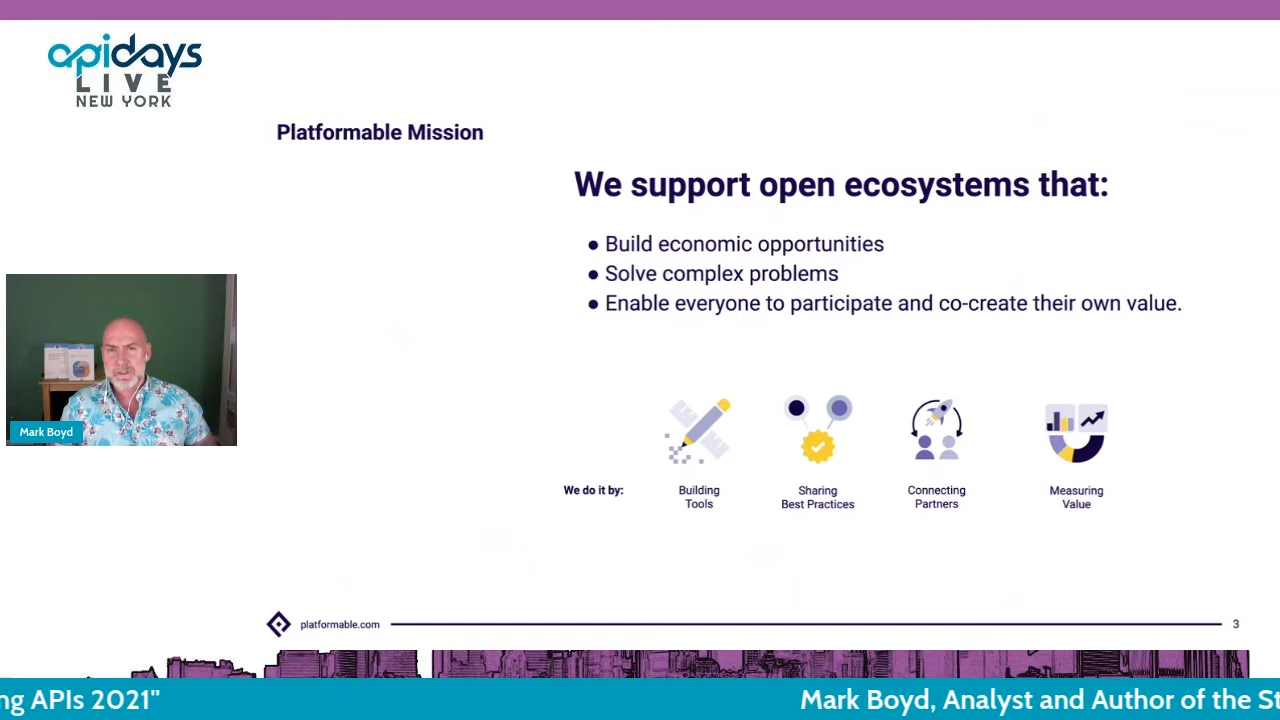 apidays
LIVE
NEW YORK
Platformable Mission
We support open ecosystems that:
● Build economic opportunities
● Solve complex problems
● Enable everyone to participate and co-create their own value.
Mark Boyd
We do it by:
Building
Tools
Sharing
Best Practices
Connecting
Partners
Measuring
Value
platformable.com
3
ng APIs 2021"
Mark Boyd, Analyst and Author of the St